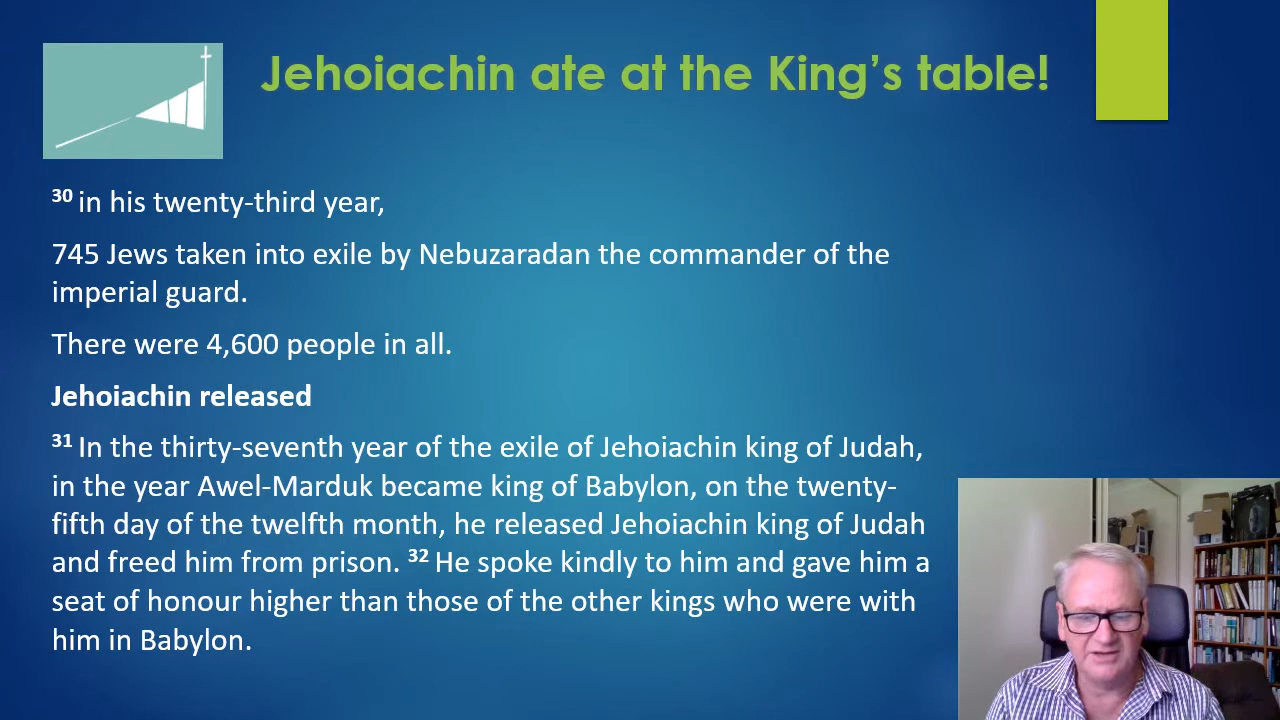 Jehoiachin ate at the King’s table!
30 in his twenty-third year,
745 Jews taken into exile by Nebuzaradan the commander of the
imperial guard.
There were 4,600 people in all.
Jehoiachin released
31 In the thirty-seventh year of the exile of Jehoiachin king of Judah,
in the year Awel-Marduk became king of Babylon, on the twenty-
fifth day of the twelfth month, he released Jehoiachin king of Judah
and freed him from prison. 32 He spoke kindly to him and gave him a
seat of honour higher than those of the other kings who were with
him in Babylon.